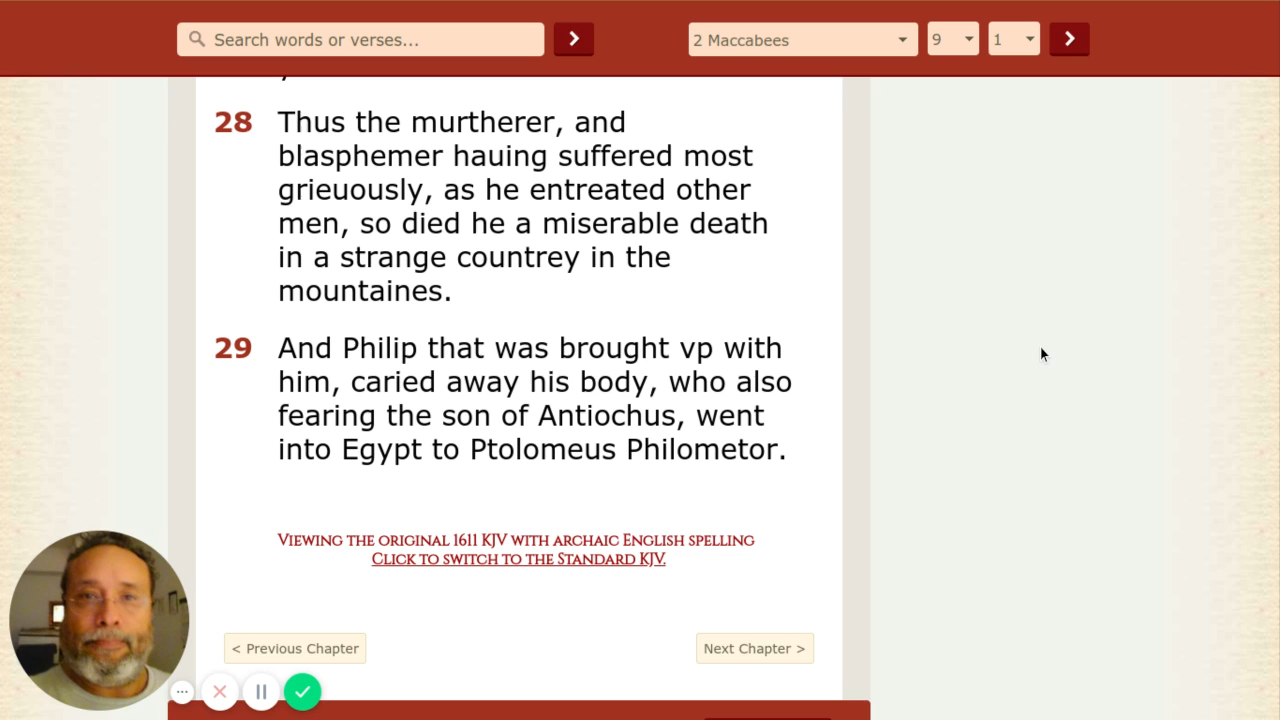 Search words or verses...
2 Maccabees
9
1
28 Thus the murtherer, and
blasphemer hauing suffered most
grieuously, as he entreated other
men, so died he a miserable death
in a strange countrey in the
mountaines.
29 And Philip that was brought vp with
him, caried away his body, who also
fearing the son of Antiochus, went
into Egypt to Ptolomeus Philometor.
Viewing the original 1611 KJV with archaic English spelling
Click to switch to the Standard KJV.
< Previous Chapter
Next Chapter >